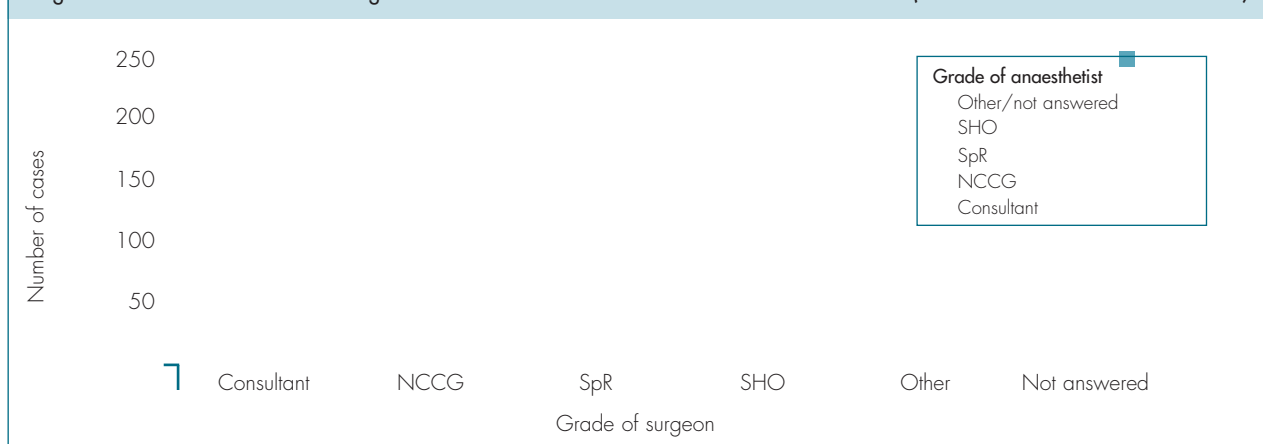 250
Grade of anaesthetist
Other/not answered
200
SHO
SpR
150
NCCG
Consultant
100
50
Number of cases
Consultant NCCG SpR SHO Other Not answered
Grade of surgeon